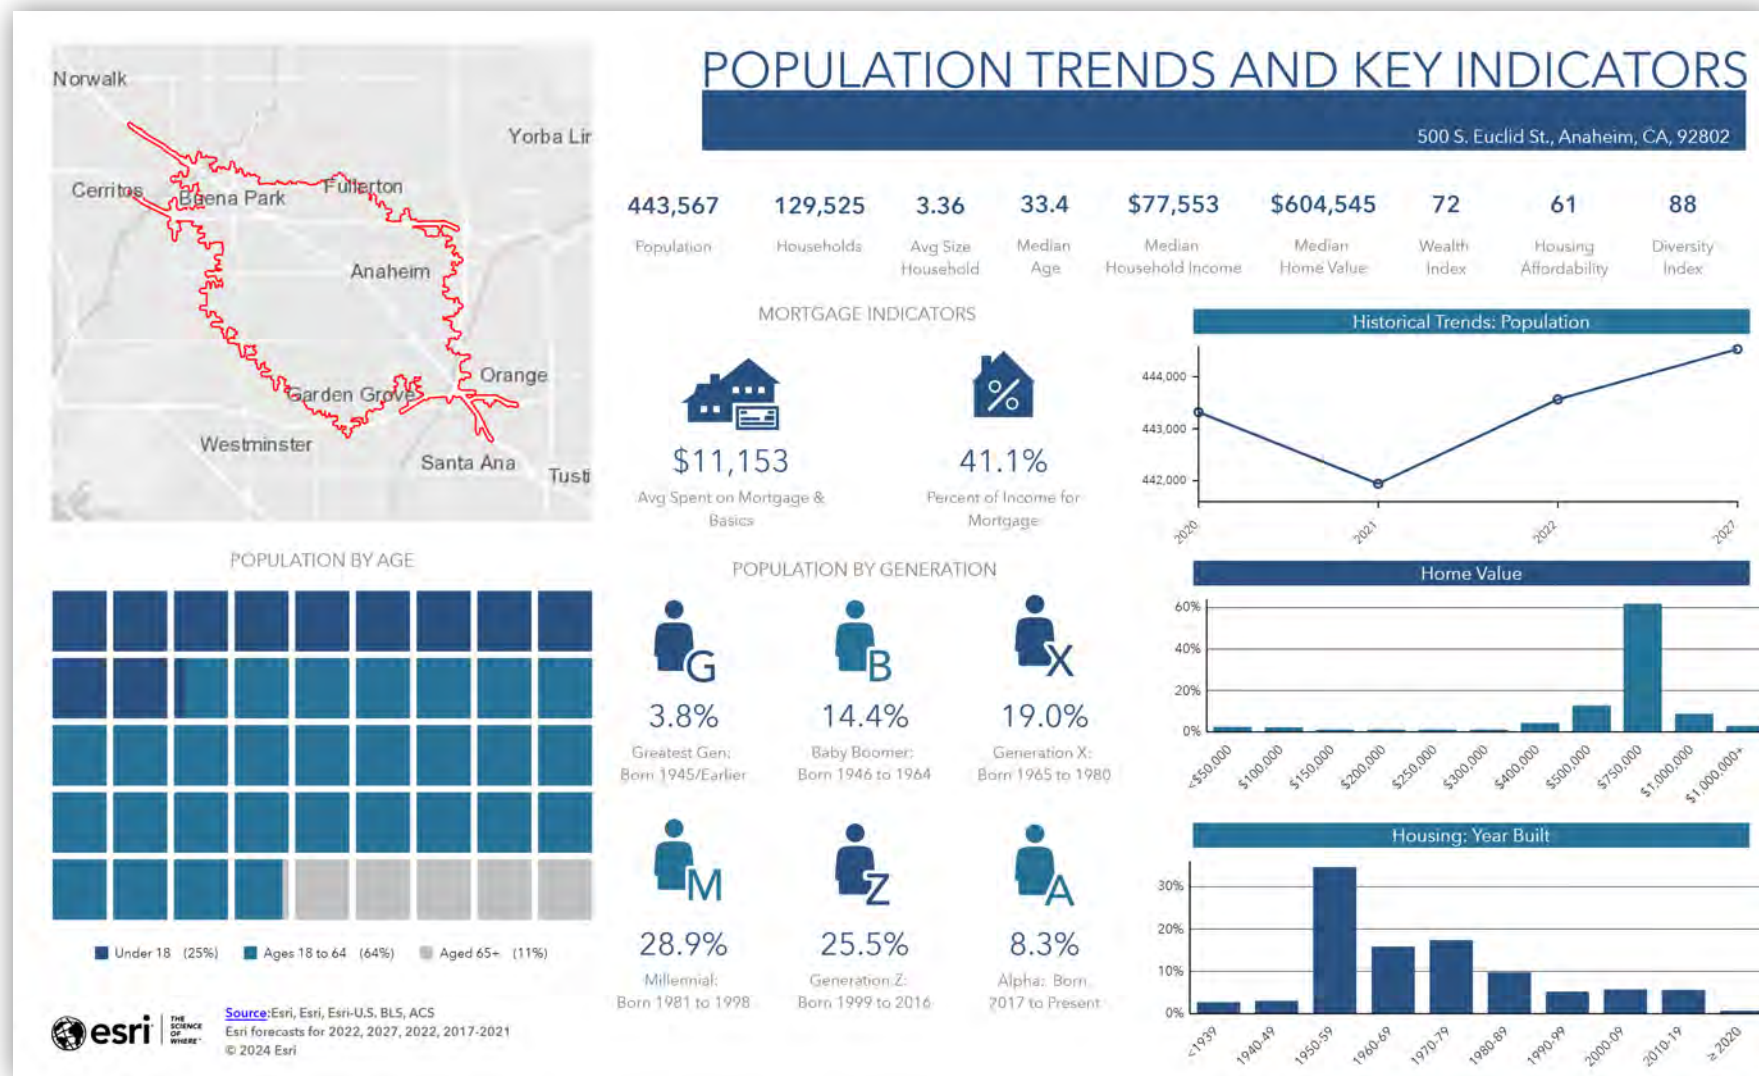 Norwalk
Yorba Lir
Cerritos
Buena Park
Fullerton
Anaheim
Orange
Garden Grove
Westminster
Santa Ana
Tusti
POPULATION TRENDS AND KEY INDICATORS
500 S. Euclid St., Anaheim, CA, 92802
443,567
Population
129,525
Households
3.36
Avg Size
Household
33.4
Median
Age
$77,553
Median
Household Income
$604,545
Median
Home Value
72
Wealth
Index
61
Housing
Affordability
88
Diversity
Index
MORTGAGE INDICATORS
$11,153
Avg Spent on Mortgage &
Basics
%
41.1%
Percent of Income for
Mortgage
Historical Trends: Population
444,000
443,000
442,000
2020
2021
2022
2027
POPULATION BY AGE
Under 18 (25%)
Ages 18 to 64 (64%)
Aged 65+ (11%)
POPULATION BY GENERATION
G
3.8%
Greatest Gen:
Born 1945/Earlier
B
14.4%
Baby Boomer:
Born 1946 to 1964
X
19.0%
Generation X:
Born 1965 to 1980
M
28.9%
Millennial:
Born 1981 to 1998
Z
25.5%
Generation Z:
Born 1999 to 2016
A
8.3%
Alpha: Born
2017 to Present
Home Value
60%
40%
20%
0%
<$50,000
$100,000
$150,000
$200,000
$250,000
$300,000
$400,000
$500,000
$750,000
$1,000,000
$1,000,000+
Housing: Year Built
30%
20%
10%
0%
<1939
1940-49
1950-59
1960-69
1970-79
1980-89
1990-99
2000-09
2010-19
≥ 2020
esri
THE
SCIENCE
OF
WHERE™
Source:Esri, Esri, Esri-U.S. BLS, ACS
Esri forecasts for 2022, 2027, 2022, 2017-2021
© 2024 Esri